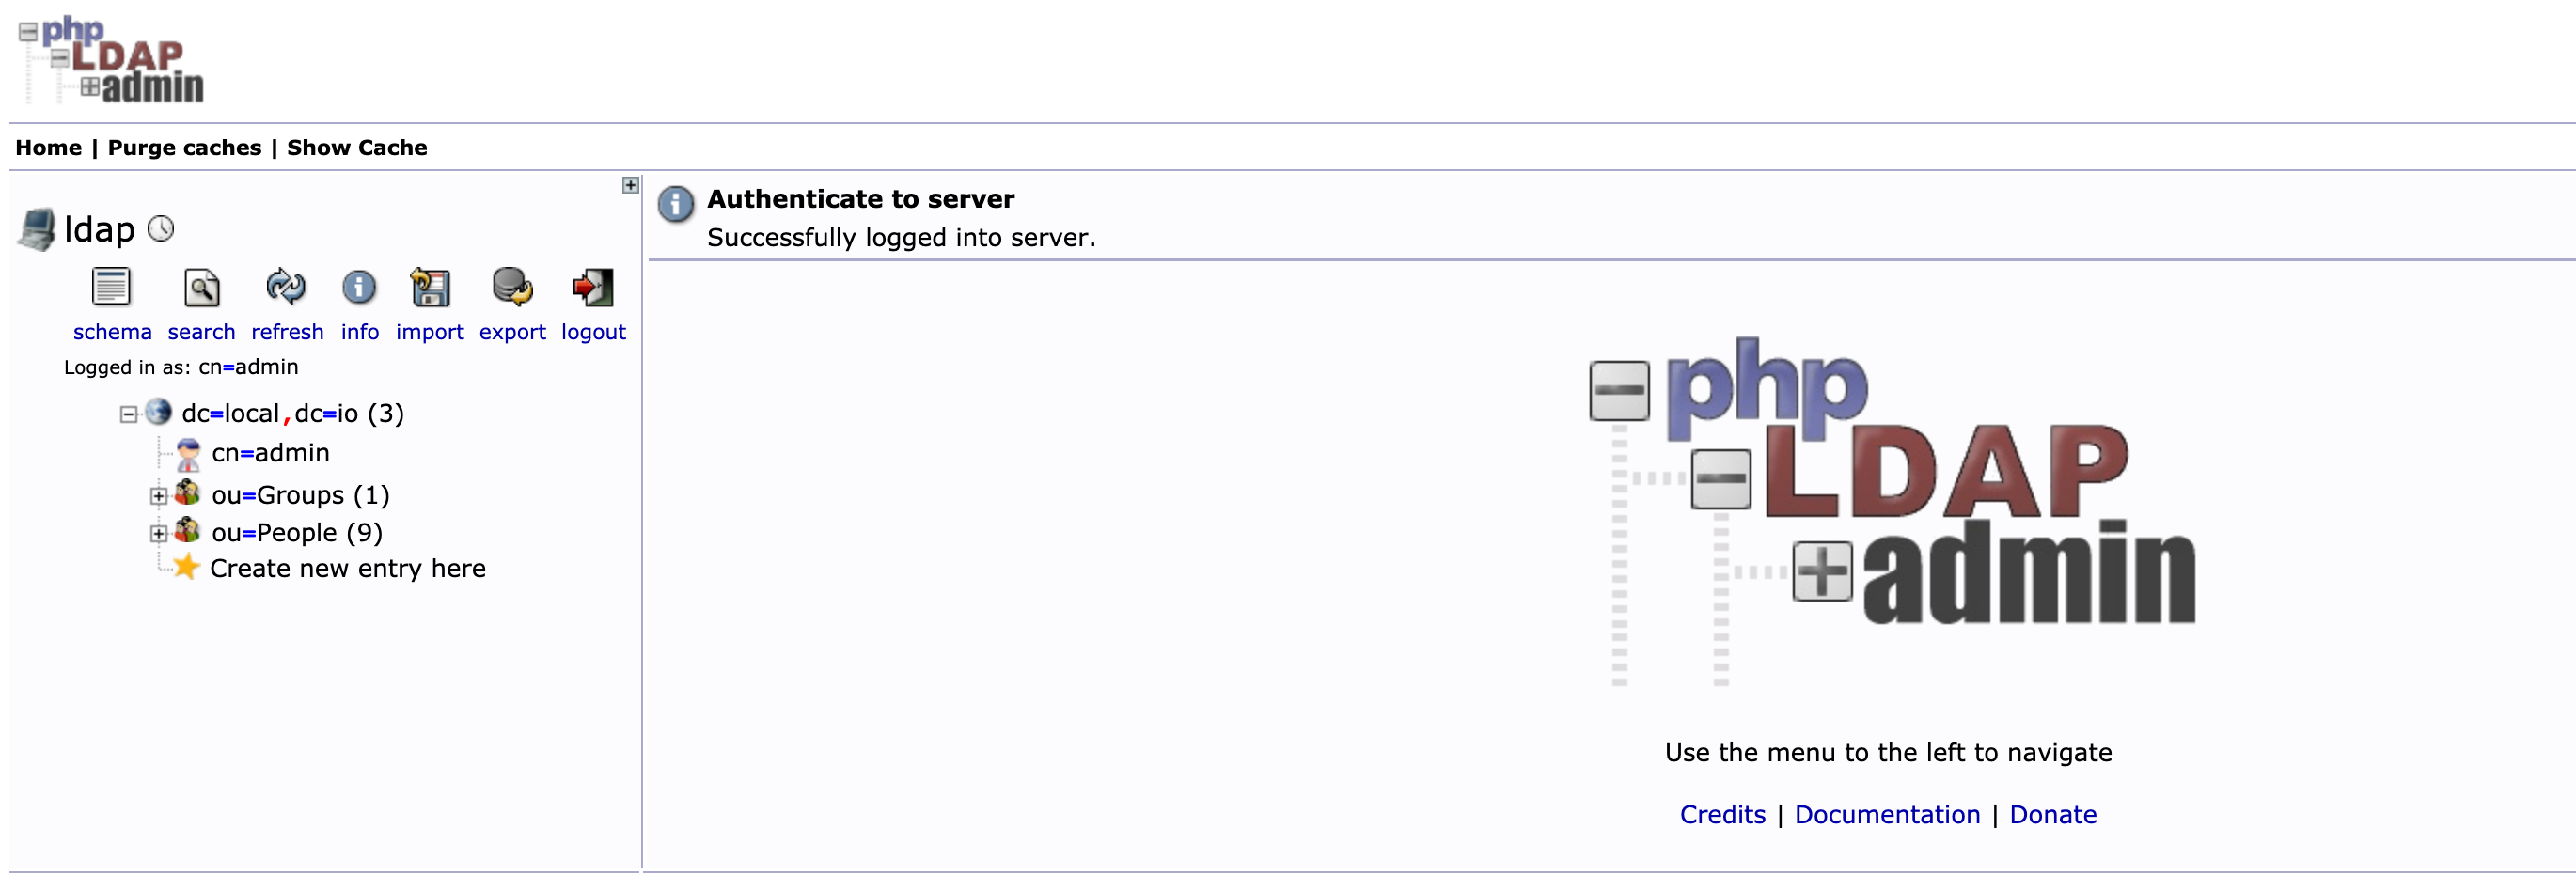 php
LDAP
admin
Home | Purge caches | Show Cache
ldap
schema search refresh info import export logout
Logged in as: cn=admin
dc=local,dc=io (3)
cn=admin
ou=Groups (1)
ou=People (9)
Create new entry here
Authenticate to server
Successfully logged into server.
php
LDAP
admin
Use the menu to the left to navigate
Credits | Documentation | Donate